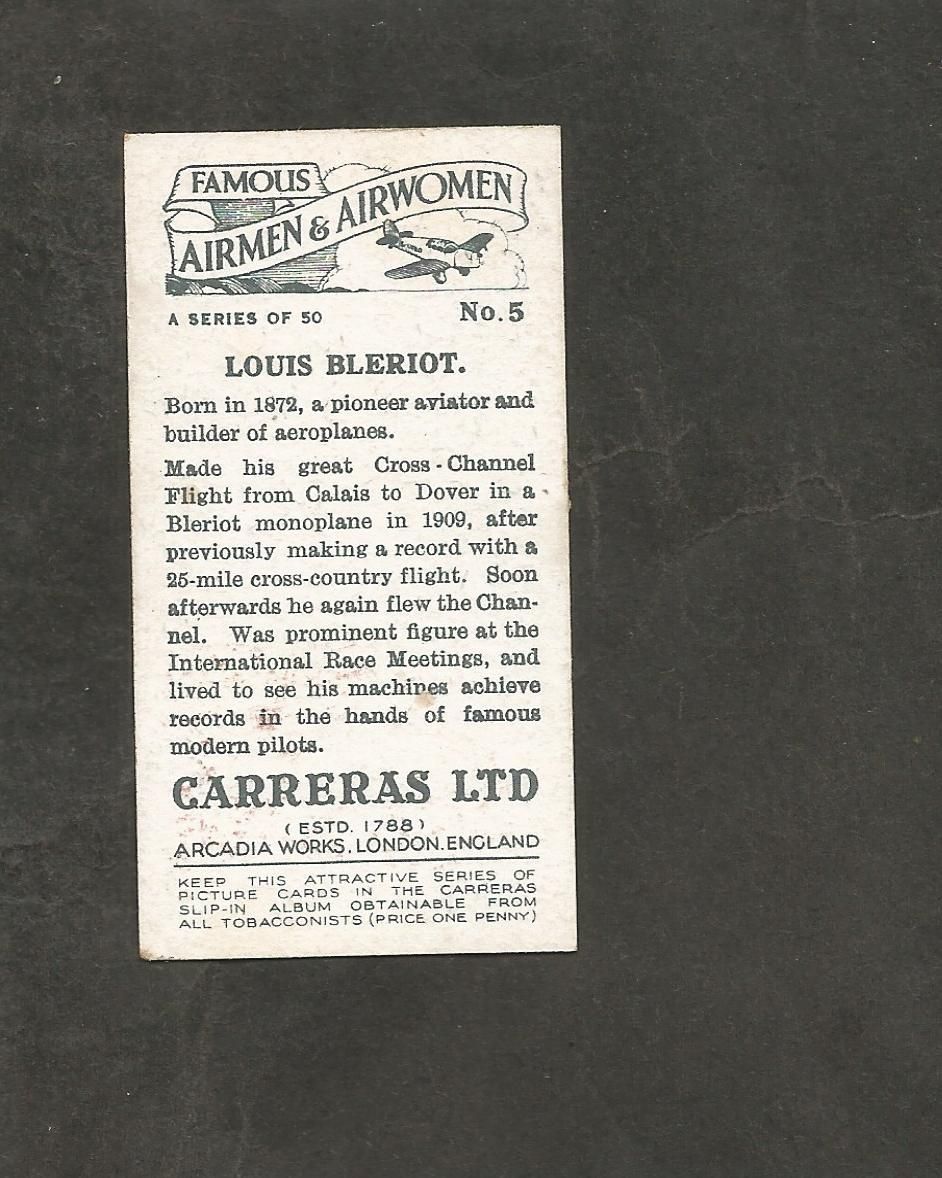 FAMOUS
AIRMEN & AIRWOMEN
A SERIES OF 50 No. 5
LOUIS BLERIOT.
Born in 1872, a pioneer aviator and
builder of aeroplanes.
Made his great Cross-Channel
Flight from Calais to Dover in a
Bleriot monoplane in 1909, after
previously making a record with a
25-mile cross-country flight. Soon
afterwards he again flew the Chan-
nel. Was prominent figure at the
International Race Meetings, and
lived to see his machines achieve
records in the hands of famous
modern pilots.
CARRERAS LTD
(ESTD. 1788)
ARCADIA WORKS. LONDON. ENGLAND
KEEP THIS ATTRACTIVE SERIES OF
PICTURE CARDS IN THE CARRERAS
SLIP-IN ALBUM OBTAINABLE FROM
ALL TOBACCONISTS (PRICE ONE PENNY)